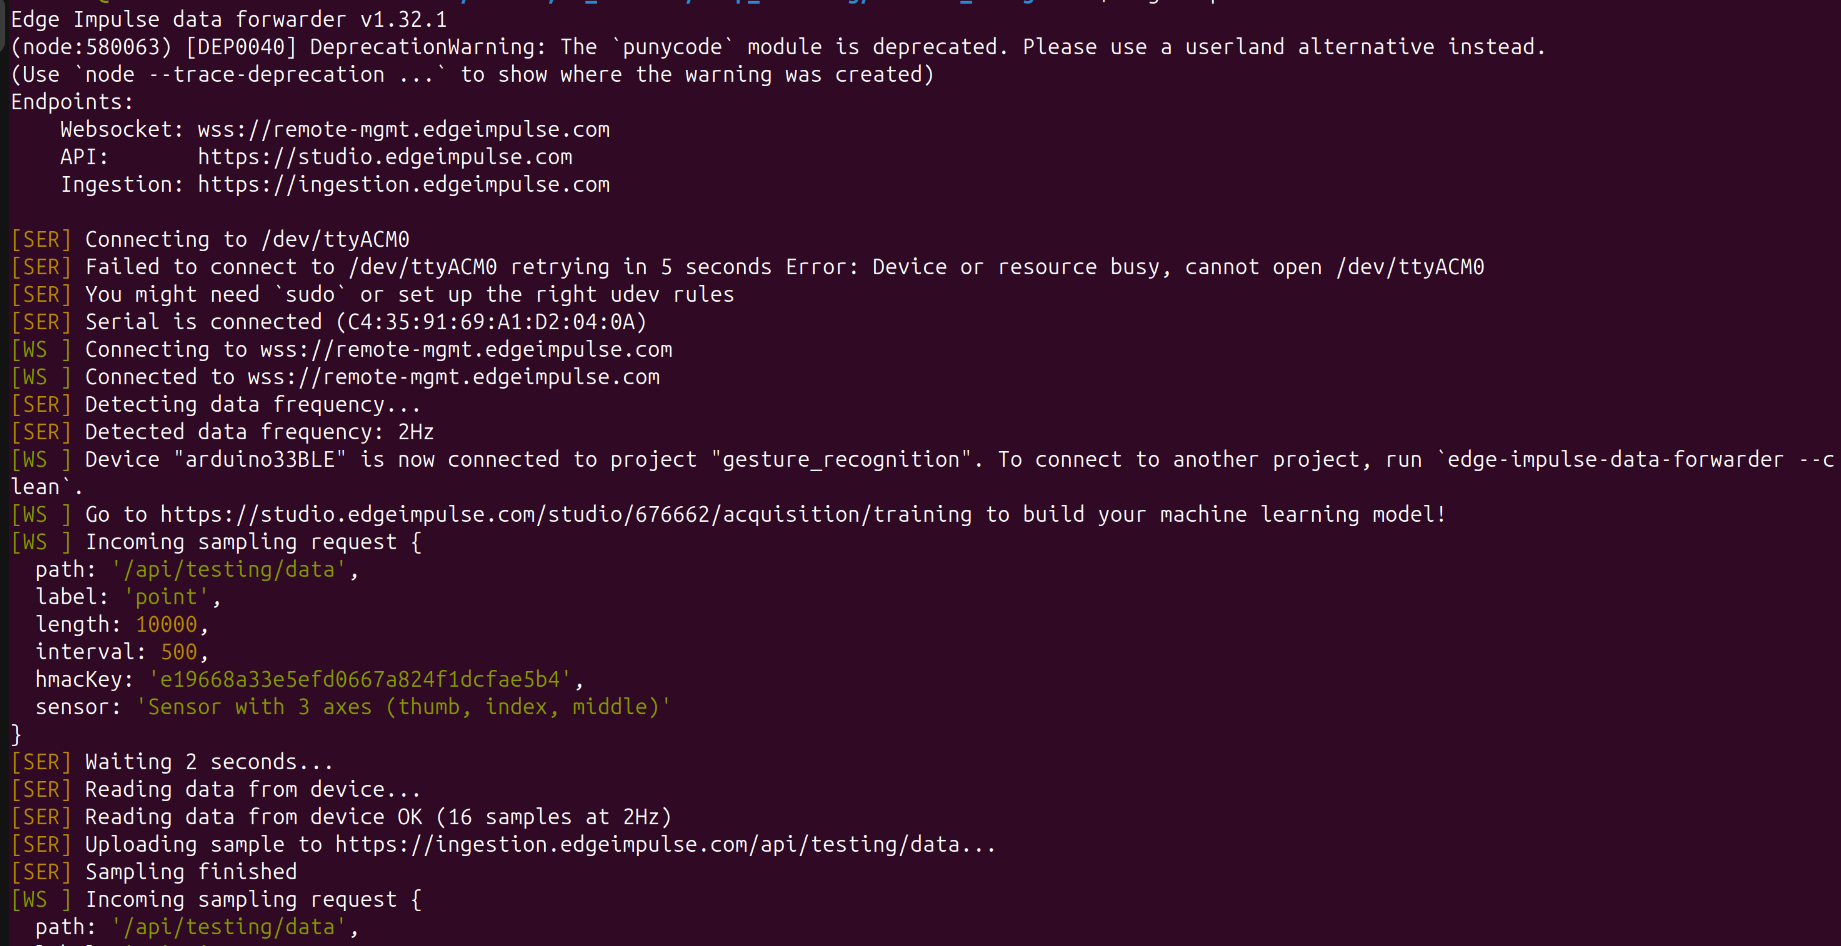 Edge Impulse data forwarder v1.32.1
(node:580063) [DEP0040] DeprecationWarning: The `punycode` module is deprecated. Please use a userland alternative instead.
(Use `node --trace-deprecation ...` to show where the warning was created)
Endpoints:
    Websocket: wss://remote-mgmt.edgeimpulse.com
    API:       https://studio.edgeimpulse.com
    Ingestion: https://ingestion.edgeimpulse.com

[SER] Connecting to /dev/ttyACM0
[SER] Failed to connect to /dev/ttyACM0 retrying in 5 seconds Error: Device or resource busy, cannot open /dev/ttyACM0
[SER] You might need `sudo` or set up the right udev rules
[SER] Serial is connected (C4:35:91:69:A1:D2:04:0A)
[WS ] Connecting to wss://remote-mgmt.edgeimpulse.com
[WS ] Connected to wss://remote-mgmt.edgeimpulse.com
[SER] Detecting data frequency...
[SER] Detected data frequency: 2Hz
[WS ] Device "arduino33BLE" is now connected to project "gesture_recognition". To connect to another project, run `edge-impulse-data-forwarder --c
lean`.
[WS ] Go to https://studio.edgeimpulse.com/studio/676662/acquisition/training to build your machine learning model!
[WS ] Incoming sampling request {
  path: '/api/testing/data',
  label: 'point',
  length: 10000,
  interval: 500,
  hmacKey: 'e19668a33e5efd0667a824f1dcfae5b4',
  sensor: 'Sensor with 3 axes (thumb, index, middle)'
}
[SER] Waiting 2 seconds...
[SER] Reading data from device...
[SER] Reading data from device OK (16 samples at 2Hz)
[SER] Uploading sample to https://ingestion.edgeimpulse.com/api/testing/data...
[SER] Sampling finished
[WS ] Incoming sampling request {
  path: '/api/testing/data',